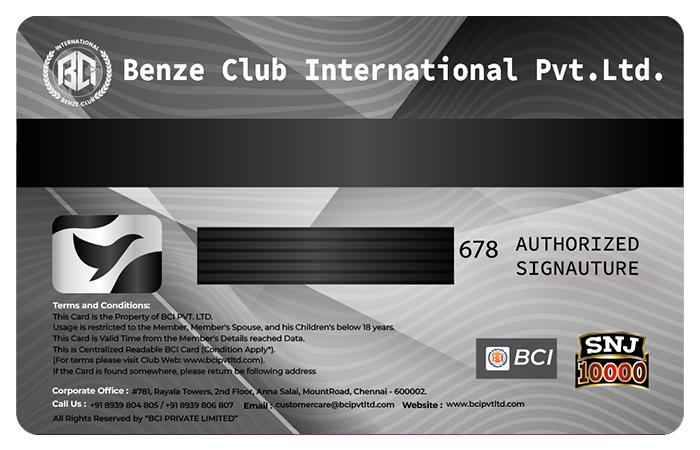 INTERNATIONAL
BCI
BENZE CLUB
Benze Club International Pvt.Ltd.
678 AUTHORIZED
SIGNAUTURE
Terms and Conditions:
This Card is the Property of BCI PVT. LTD.
Usage is restricted to the Member, Member's Spouse, and his Children's below 18 years.
This Card is Valid Time from the Member's Details reached Data.
This is Centralized Readable BCI Card (Condition Apply*).
(For terms please visit Club Web: www.bcipvtltd.com).
If the Card is found somewhere, please return be following address
BCI
SNJ
10000
Corporate Office : #781, Rayala Towers, 2nd Floor, Anna Salai, MountRoad, Chennai - 600002.
Call Us : +91 8939 804 805 / +91 8939 806 807 Email : customercare@bcipvtltd.com Website : www.bcipvtltd.com
All Rights Reserved by “BCI PRIVATE LIMITED”